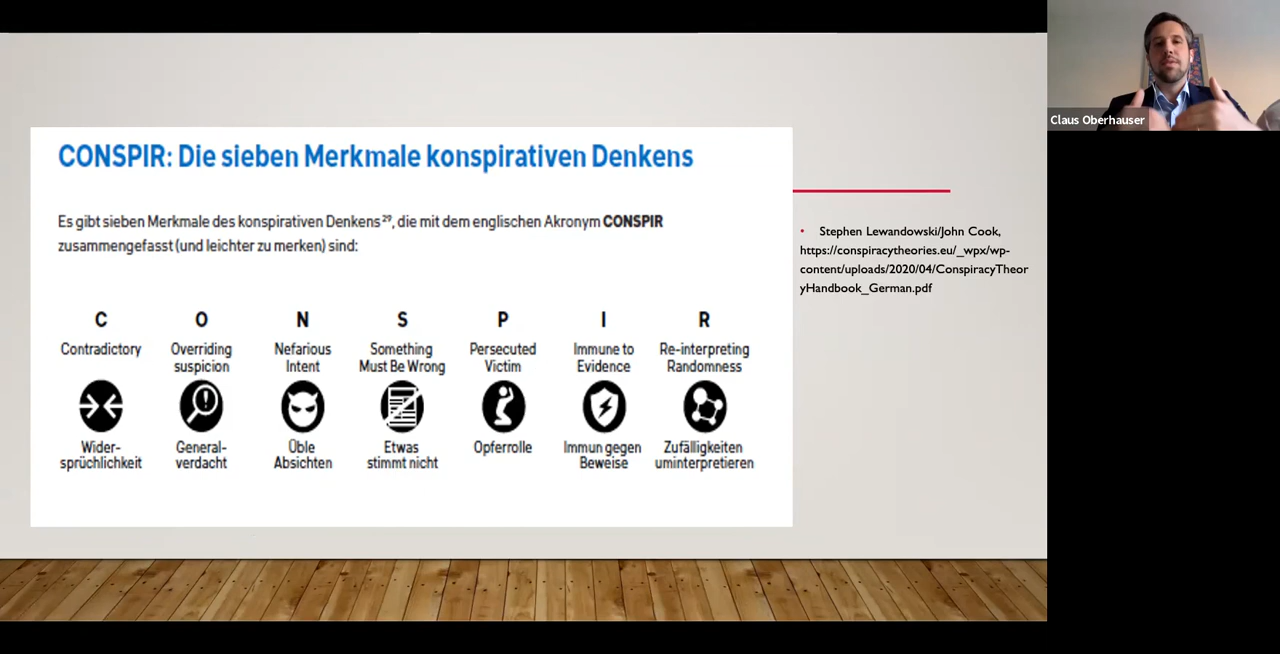 CONSPIR: Die sieben Merkmale konspirativen Denkens
Es gibt sieben Merkmale des konspirativen Denkens²⁹, die mit dem englischen Akronym CONSPIR
zusammengefasst (und leichter zu merken) sind:
C O N S P I R
Contradictory
Overriding
suspicion
Nefarious
Intent
Something
Must Be Wrong
Persecuted
Victim
Immune to
Evidence
Re-interpreting
Randomness
Wider-
sprüchlichkeit
General-
verdacht
Üble
Absichten
Etwas
stimmt nicht
Opferrolle
Immun gegen
Beweise
Zufälligkeiten
uminterpretieren
• Stephen Lewandowski/John Cook,
https://conspiracytheories.eu/_wpx/wp-
content/uploads/2020/04/ConspiracyTheor
yHandbook_German.pdf
Claus Oberhauser